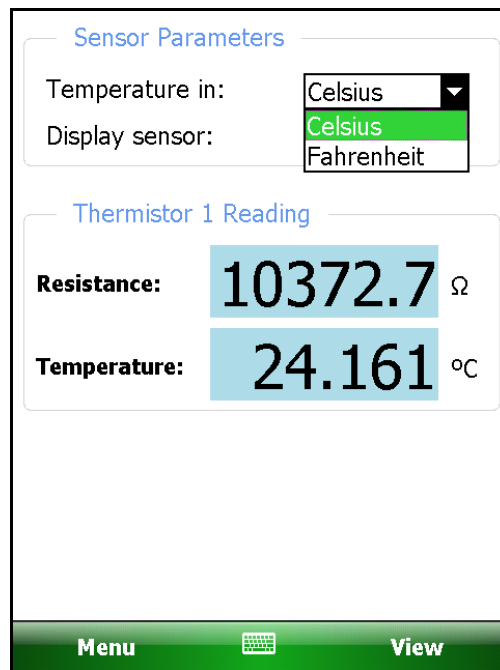 Sensor Parameters
Temperature in: Celsius
Celsius
Display sensor:
Fahrenheit
Thermistor 1 Reading
Resistance: 10372.7 Ω
Temperature: 24.161 ºC
Menu View